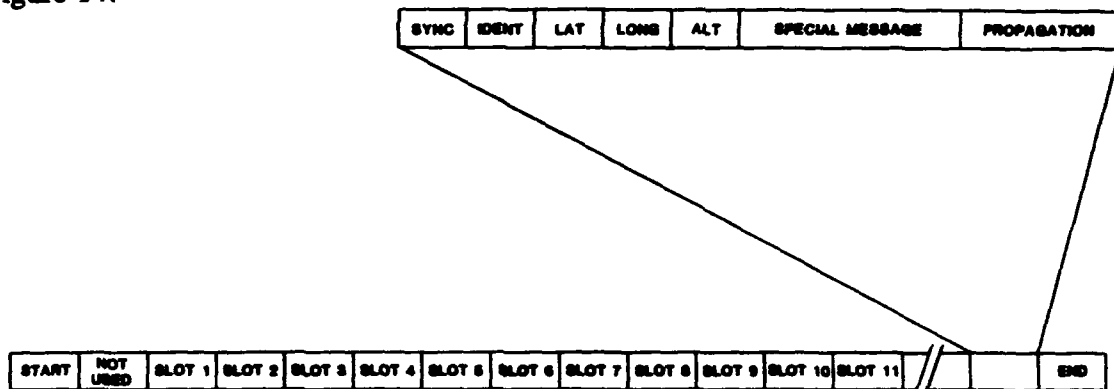 SYNC IDENT LAT LONG ALT SPECIAL MESSAGE PROPAGATION
START NOT USED SLOT 1 SLOT 2 SLOT 3 SLOT 4 SLOT 5 SLOT 6 SLOT 7 SLOT 8 SLOT 9 SLOT 10 SLOT 11 // END